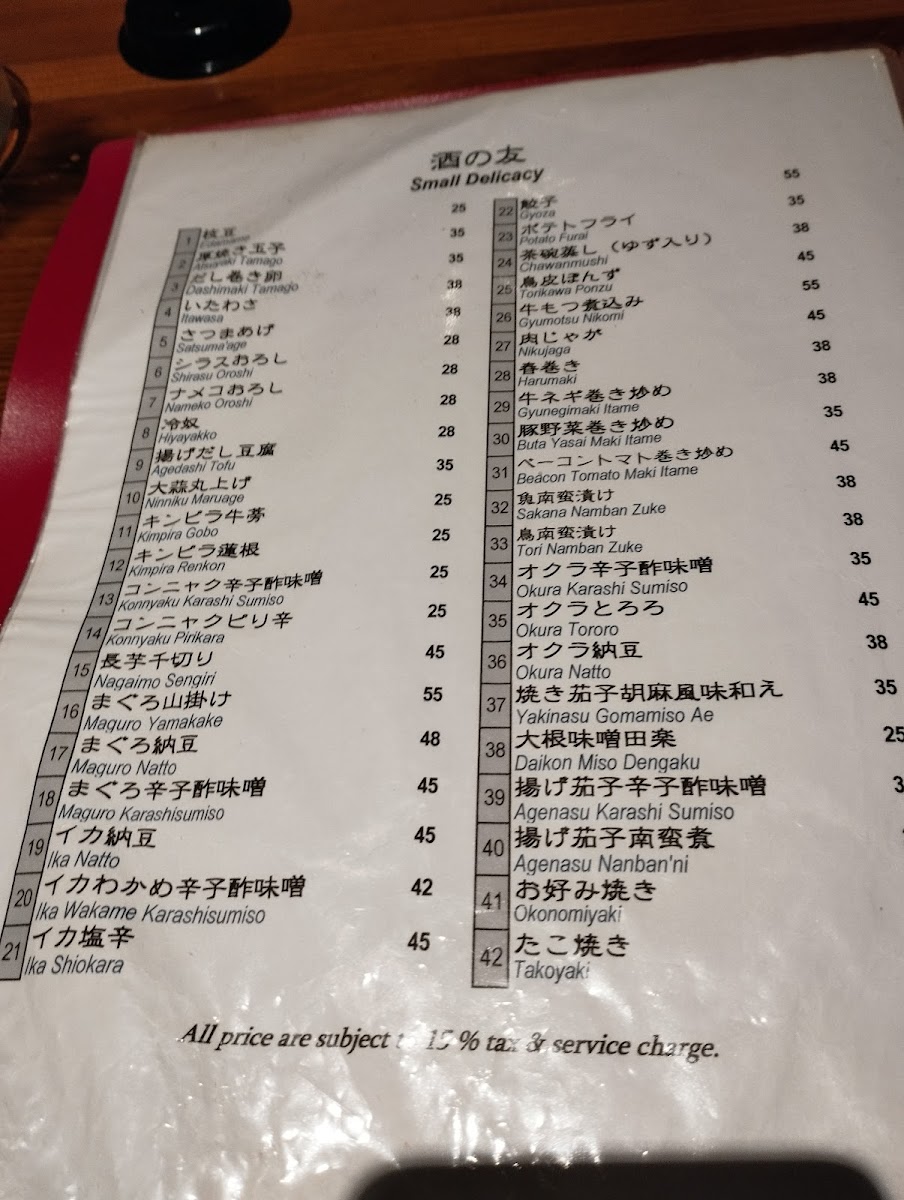 酒の友
Small Delicacy
1 枝豆 25
Edamame
2 厚焼き玉子 35
Atsuyaki Tamago
3 だし巻き卵 35
Dashimaki Tamago
4 いたわさ 38
Itawasa
5 さつまあげ 38
Satsuma'age
6 シラスおろし 28
Shirasu Oroshi
7 ナメコおろし 28
Nameko Oroshi
8 冷奴 28
Hiyayakko
9 揚げだし豆腐 28
Agedashi Tofu
10 大蒜丸上げ 35
Ninniku Maruage
11 キンピラ牛蒡 25
Kimpira Gobo
12 キンピラ蓮根 25
Kimpira Renkon
13 コンニャク辛子酢味噌 25
Konnyaku Karashi Sumiso
14 コンニャクピリ辛 25
Konnyaku Pirikara
15 長芋千切り 45
Nagaimo Sengiri
16 まぐろ山掛け 55
Maguro Yamakake
17 まぐろ納豆 48
Maguro Natto
18 まぐろ辛子酢味噌 45
Maguro Karashisumiso
19 イカ納豆 45
Ika Natto
20 イカわかめ辛子酢味噌 42
Ika Wakame Karashisumiso
21 イカ塩辛 45
Ika Shiokara
22 餃子 55
Gyoza
23 ポテトフライ 35
Potato Furai
24 茶碗蒸し（ゆず入り） 38
Chawanmushi
25 鳥皮ぽんず 45
Torikawa Ponzu
26 牛もつ煮込み 55
Gyumotsu Nikomi
27 肉じゃが 45
Nikujaga
28 春巻き 38
Harumaki
29 牛ネギ巻き炒め 38
Gyunegimaki Itame
30 豚野菜巻き炒め 35
Buta Yasai Maki Itame
31 ベーコントマト巻き炒め 45
Beacon Tomato Maki Itame
32 魚南蛮漬け 38
Sakana Namban Zuke
33 鳥南蛮漬け 38
Tori Namban Zuke
34 オクラ辛子酢味噌 35
Okura Karashi Sumiso
35 オクラとろろ 45
Okura Tororo
36 オクラ納豆 38
Okura Natto
37 焼き茄子胡麻風味和え 35
Yakinasu Gomamiso Ae
38 大根味噌田楽 25
Daikon Miso Dengaku
39 揚げ茄子辛子酢味噌
Agenasu Karashi Sumiso
40 揚げ茄子南蛮煮
Agenasu Nanban'ni
41 お好み焼き
Okonomiyaki
42 たこ焼き
Takoyaki
All price are subject % tax & service charge.